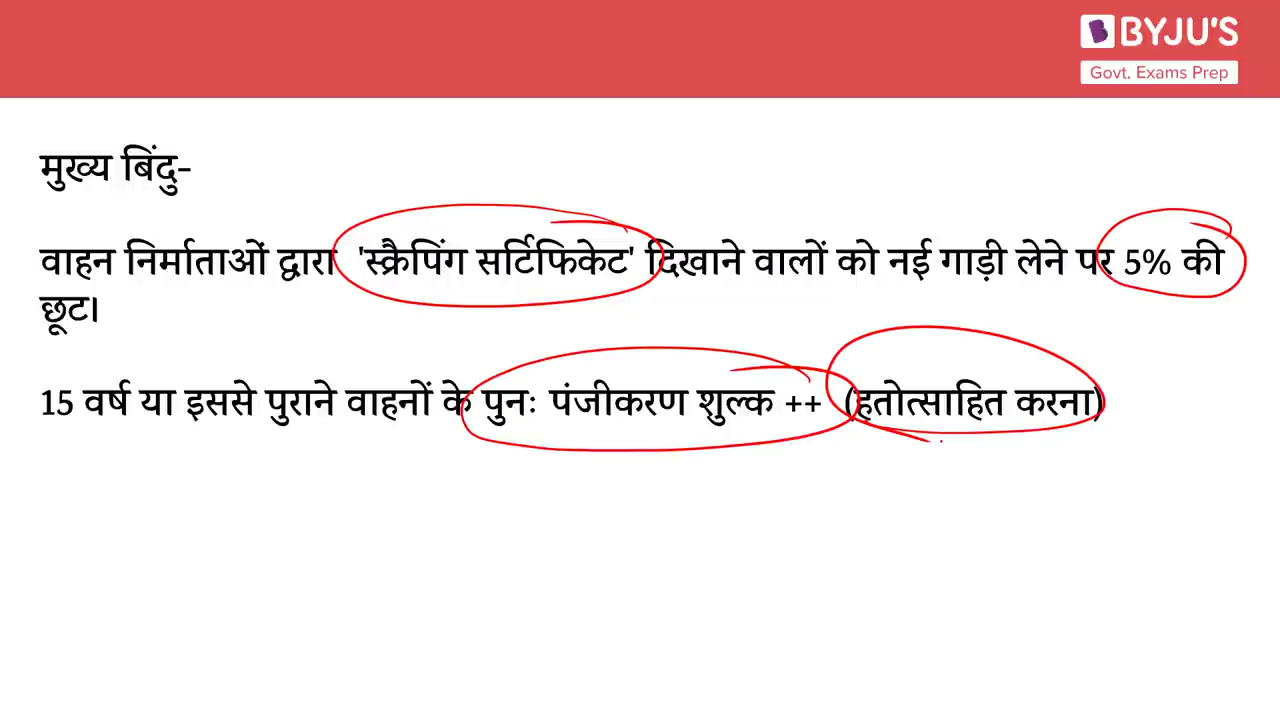 BYJU'S
Govt. Exams Prep
मुख्य बिंदु-
वाहन निर्माताओं द्वारा 'स्क्रैपिंग सर्टिफिकेट' दिखाने वालों को नई गाड़ी लेने पर 5% की
छूट।
15 वर्ष या इससे पुराने वाहनों के पुनः पंजीकरण शुल्क ++ (हतोत्साहित करना)